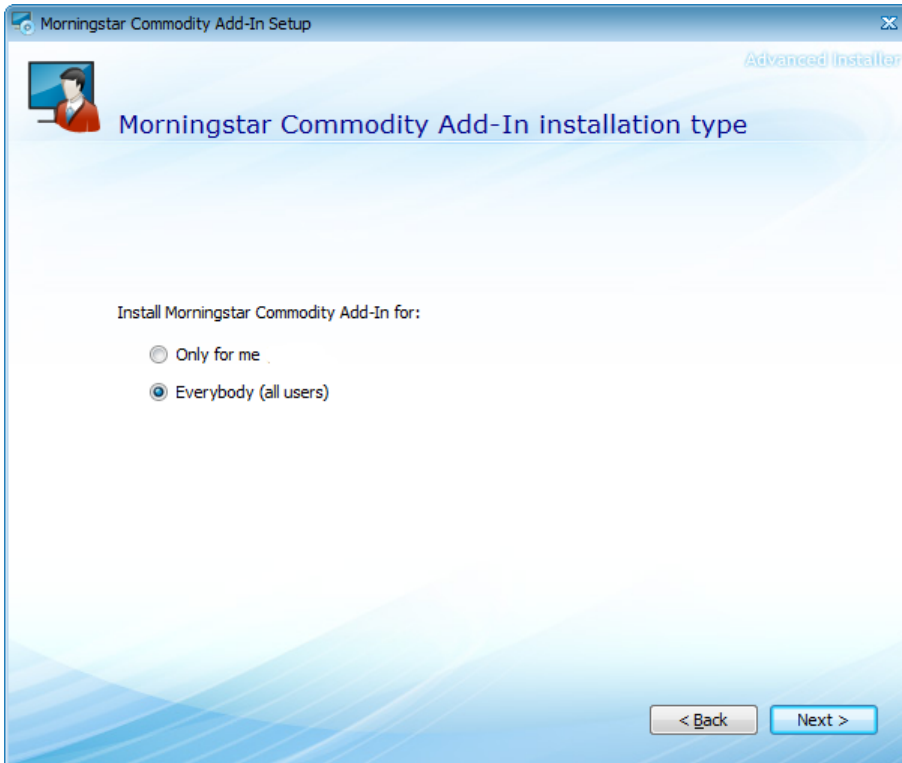 Morningstar Commodity Add-In Setup
Advanced Installer
Morningstar Commodity Add-In installation type
Install Morningstar Commodity Add-In for:
Only for me
Everybody (all users)
< Back
Next >